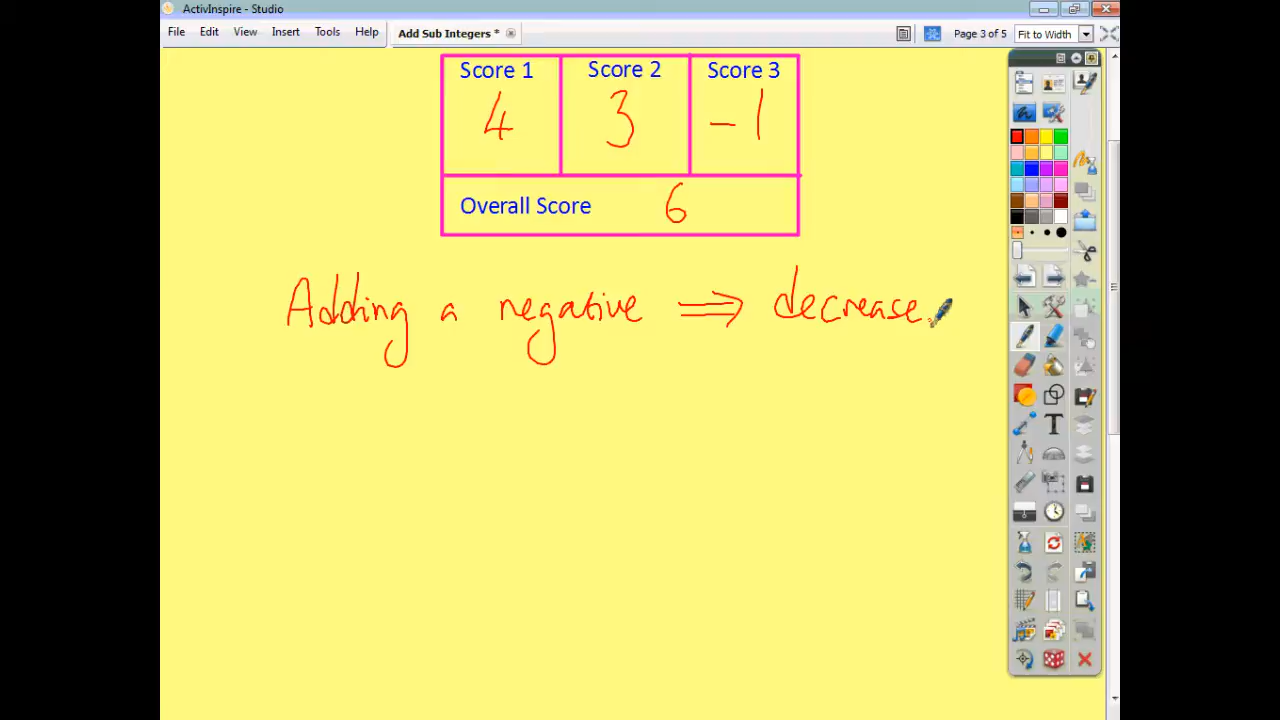 ActivInspire - Studio
File Edit View Insert Tools Help Add Sub Integers * Page 3 of 5 Fit to Width
Score 1 Score 2 Score 3
4 3 -1
Overall Score 6
Adding a negative ⟹ decrease.